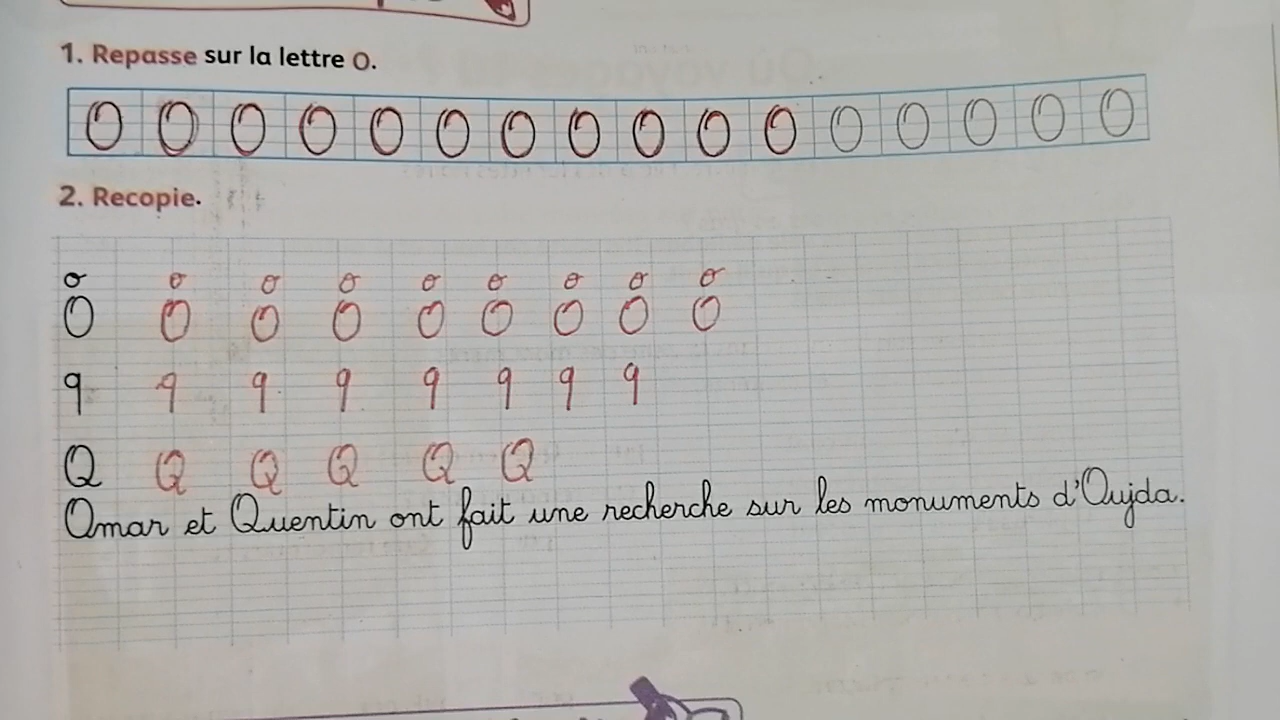 1. Repasse sur la lettre O.
O O O O O O O O O O O O O O O O
2. Recopie.
o o o o o o o o o
O O O O O O O O O
q q q q q q q q
Q Q Q Q Q Q
Omar et Quentin ont fait une recherche sur les monuments d'Oujda.